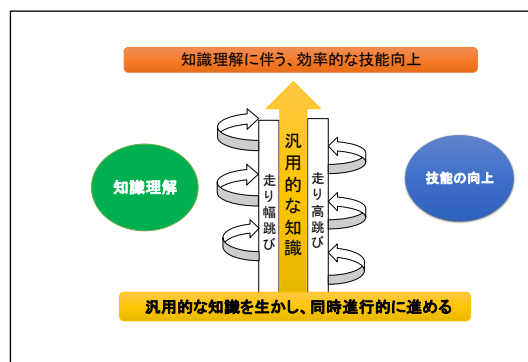 知識理解に伴う、効率的な技能向上
知識理解
走り幅跳び
汎用的な知識
走り高跳び
技能の向上
汎用的な知識を生かし、同時進行的に進める